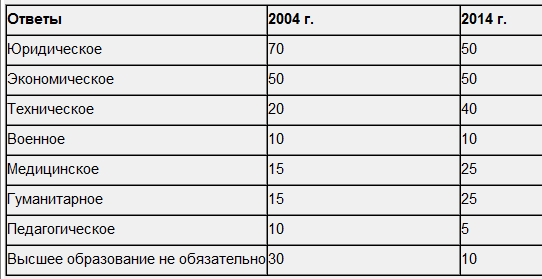 Ответы 2004 г. 2014 г.
Юридическое 70 50
Экономическое 50 50
Техническое 20 40
Военное 10 10
Медицинское 15 25
Гуманитарное 15 25
Педагогическое 10 5
Высшее образование не обязательно 30 10